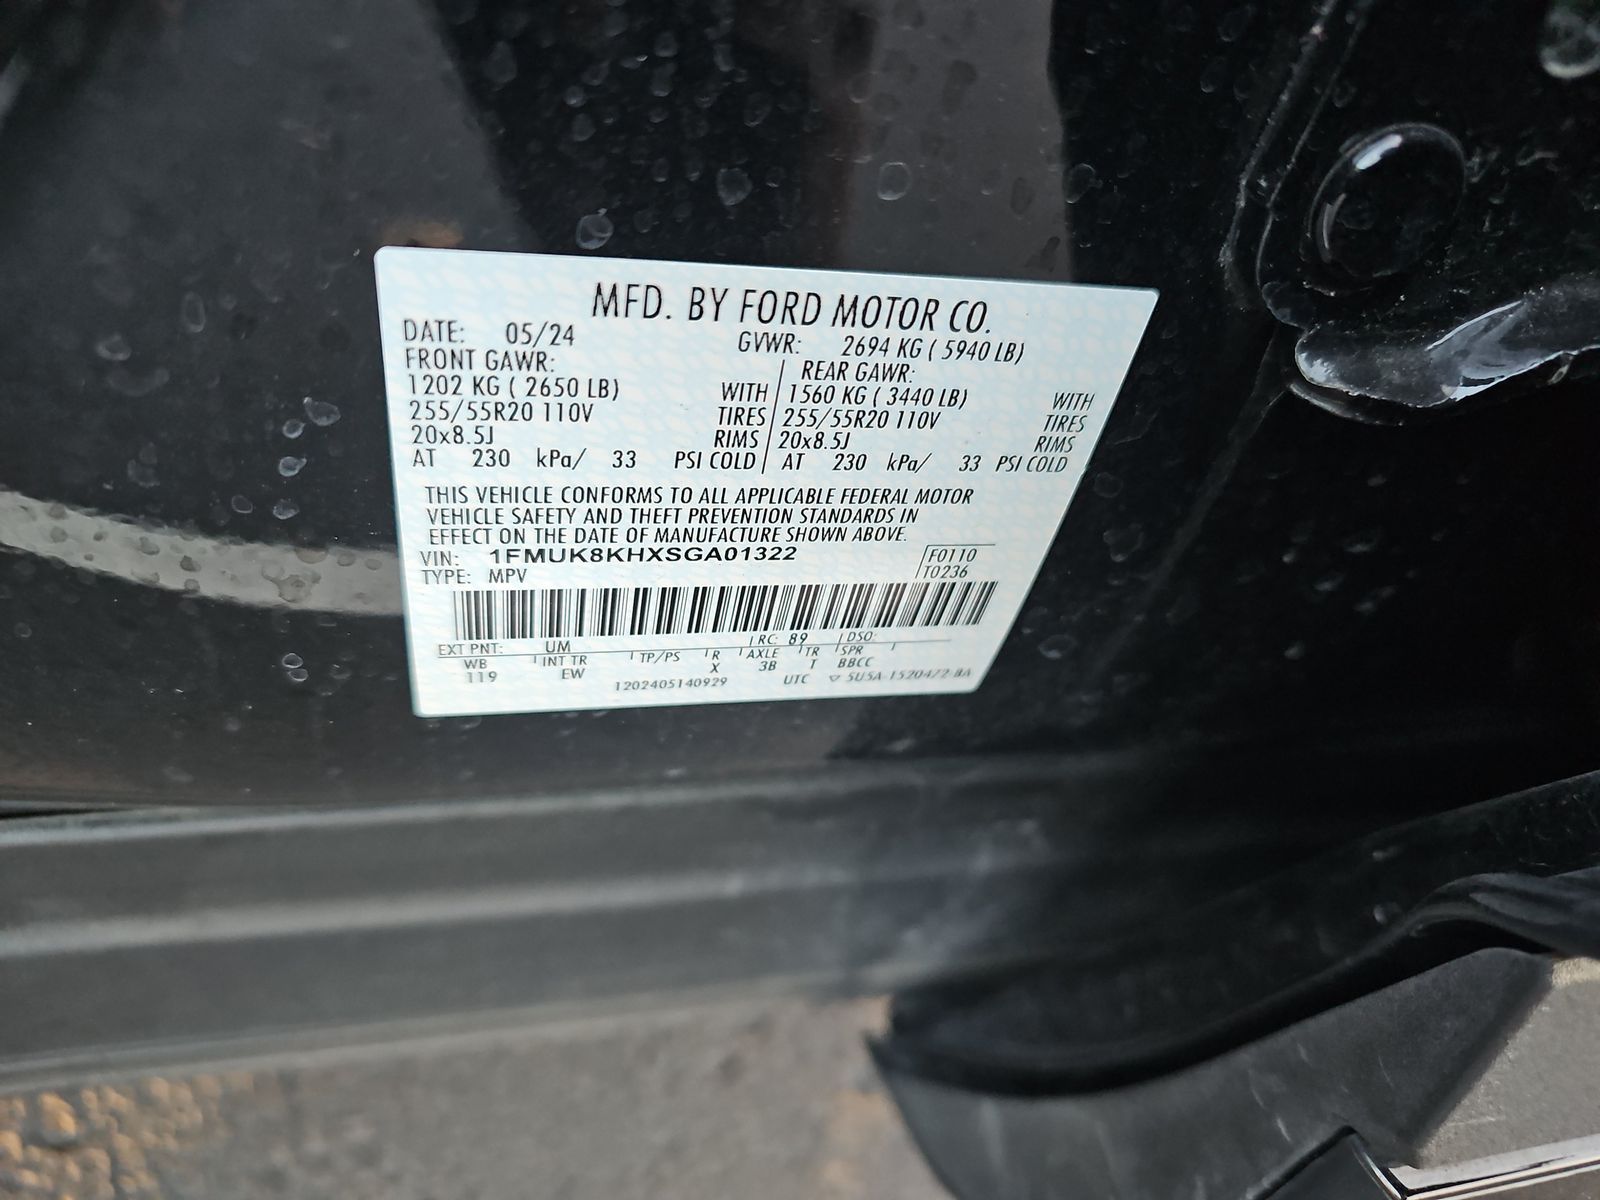 MFD. BY FORD MOTOR CO.
DATE: 05/24 GVWR: 2694 KG ( 5940 LB)
FRONT GAWR: REAR GAWR:
1202 KG ( 2650 LB) WITH 1560 KG ( 3440 LB) WITH
255/55R20 110V TIRES 255/55R20 110V TIRES
20x8.5J RIMS 20x8.5J RIMS
AT 230 kPa/ 33 PSI COLD AT 230 kPa/ 33 PSI COLD
THIS VEHICLE CONFORMS TO ALL APPLICABLE FEDERAL MOTOR
VEHICLE SAFETY AND THEFT PREVENTION STANDARDS IN
EFFECT ON THE DATE OF MANUFACTURE SHOWN ABOVE.
VIN: 1FMUK8KHXSGA01322 F0110
TYPE: MPV T0236
EXT PNT: UM RC: 89 DSO:
WB INT TR TP/PS R AXLE TR SPR
119 EW X 3B T BBCC
1202405140929 UTC ▽ 5U5A-1520472-BA